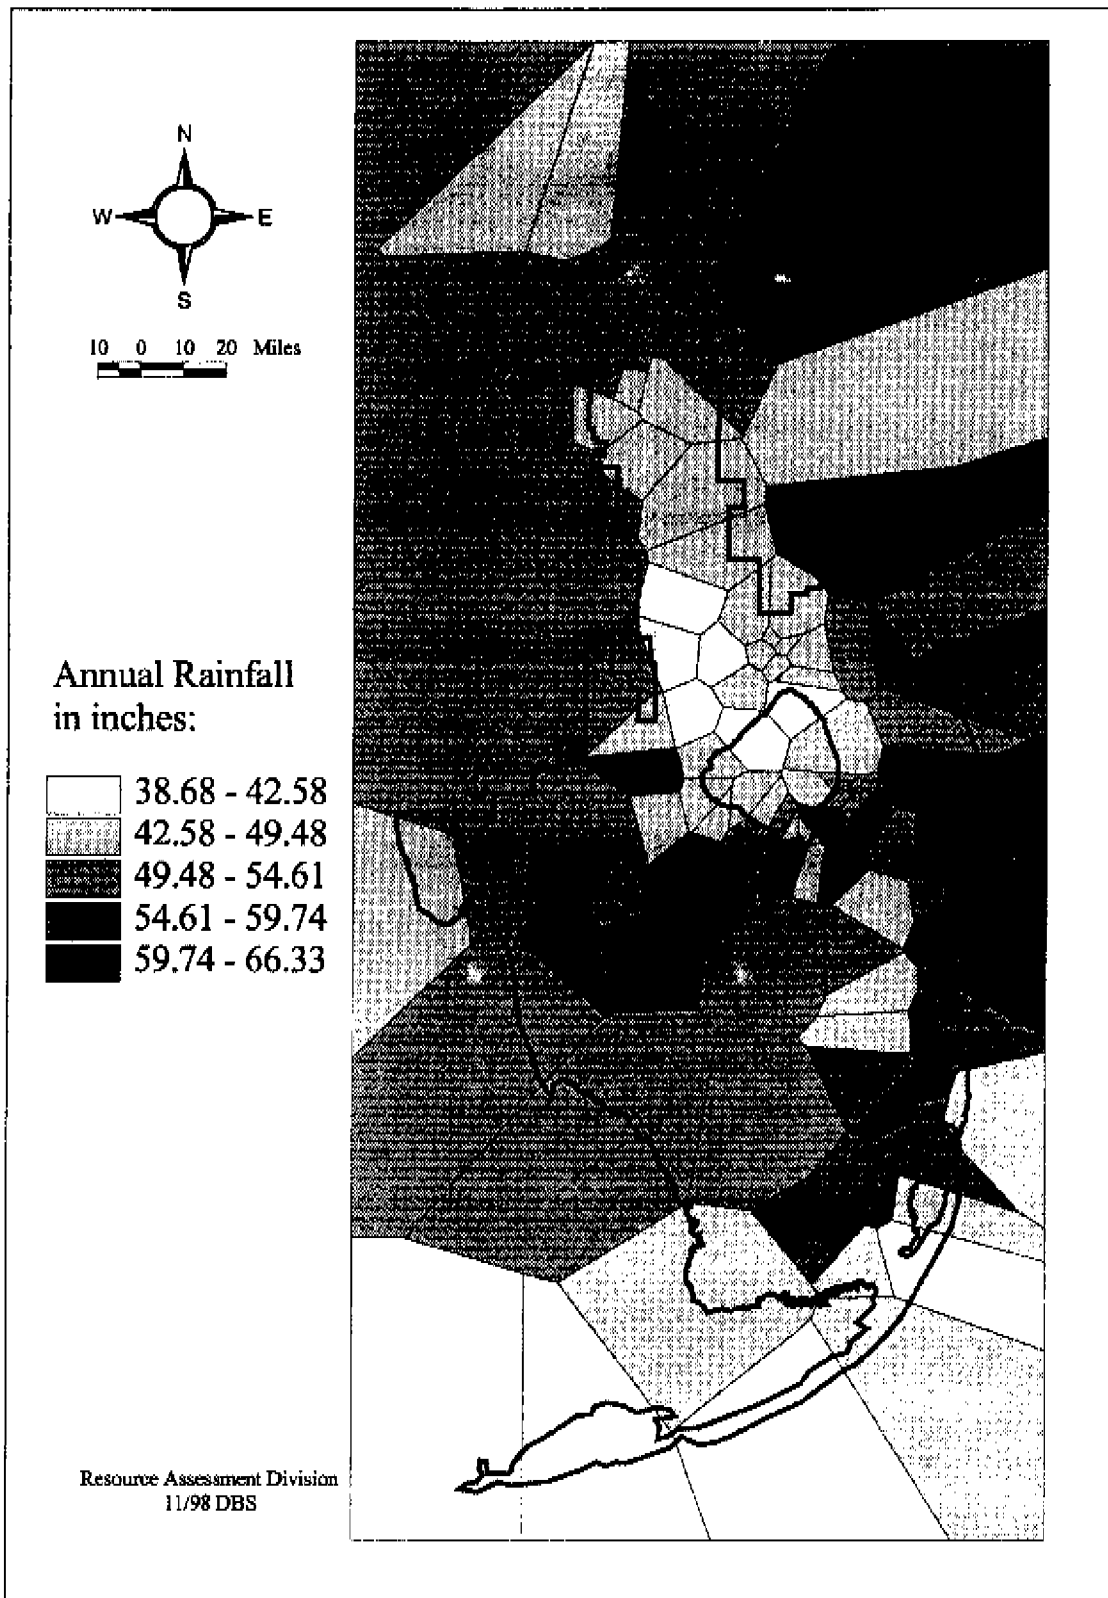 N
W E
S
10 0 10 20 Miles
Annual Rainfall
in inches:
38.68 - 42.58
42.58 - 49.48
49.48 - 54.61
54.61 - 59.74
59.74 - 66.33
Resource Assessment Division
11/98 DBS